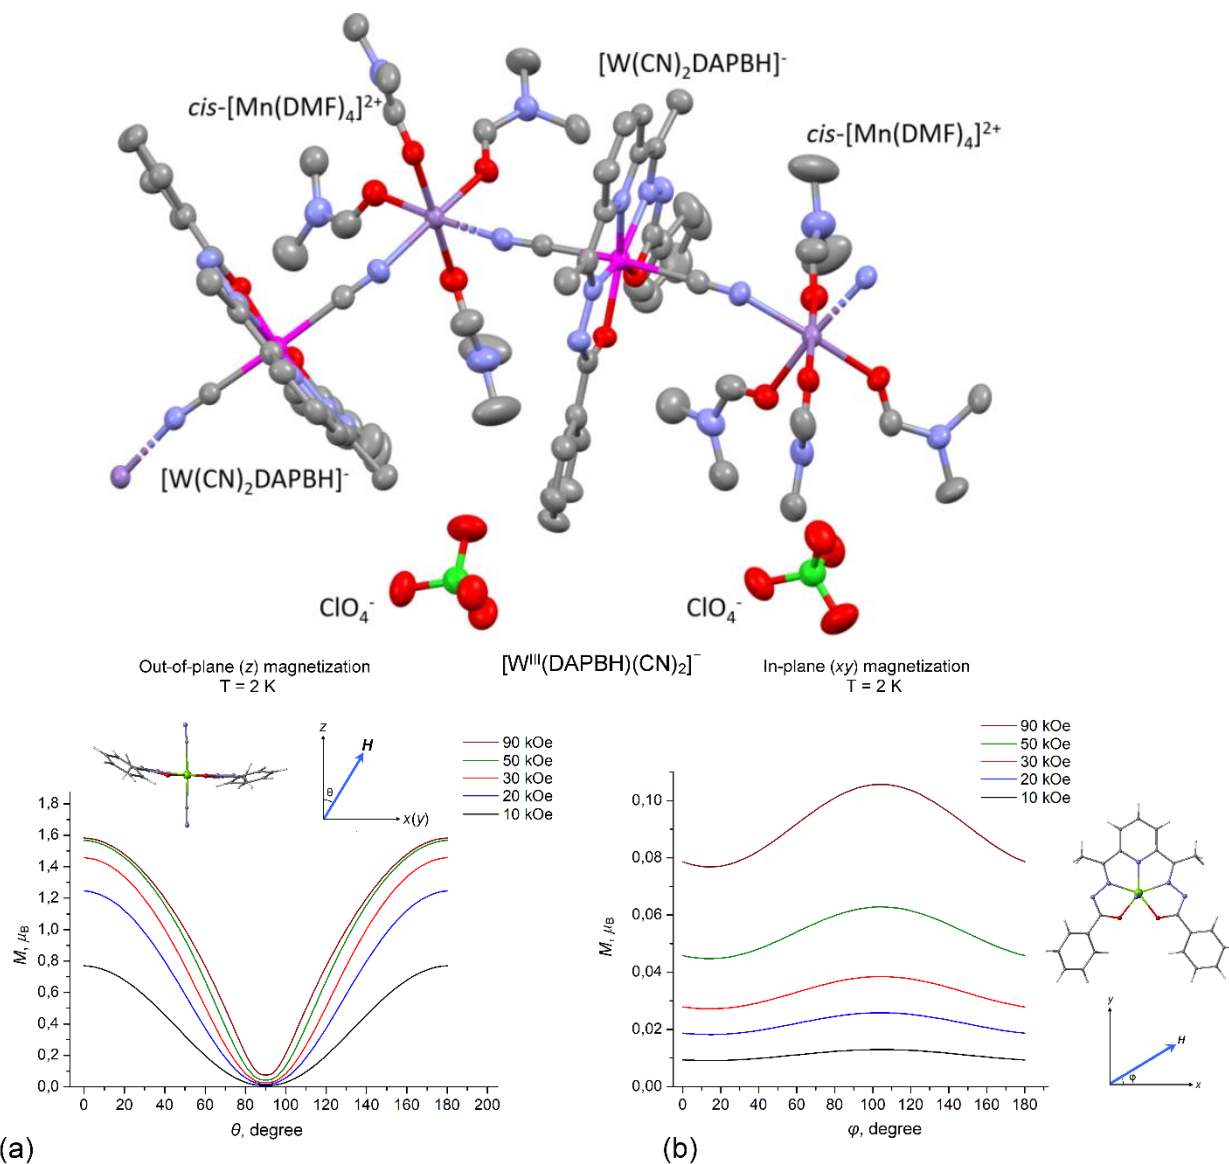 [W(CN)₂DAPBH]⁻
cis-[Mn(DMF)₄]²⁺
cis-[Mn(DMF)₄]²⁺
[W(CN)₂DAPBH]⁻
ClO₄⁻
ClO₄⁻
Out-of-plane (z) magnetization
T = 2 K
[Wᴵᴵᴵ(DAPBH)(CN)₂]⁻
In-plane (xy) magnetization
T = 2 K
z
H
θ
x(y)
90 kOe
50 kOe
30 kOe
20 kOe
10 kOe
1,8
1,6
1,4
1,2
1,0
0,8
0,6
0,4
0,2
0,0
M, μB
0 20 40 60 80 100 120 140 160 180 200
θ, degree
(a)
90 kOe
50 kOe
30 kOe
20 kOe
10 kOe
0,10
0,08
0,06
0,04
0,02
0,00
M, μB
0 20 40 60 80 100 120 140 160 180
φ, degree
(b)
y
H
φ
x